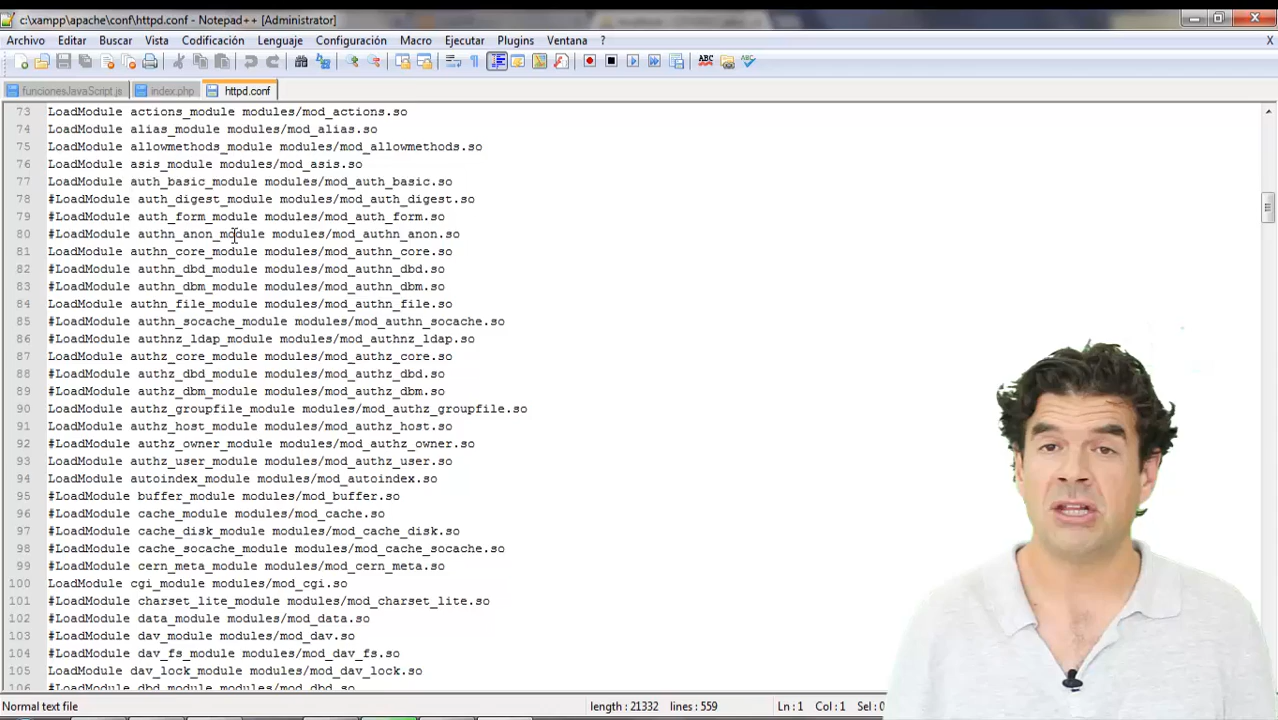 c:\xampp\apache\conf\httpd.conf - Notepad++ [Administrator]
Archivo Editar Buscar Vista Codificación Lenguaje Configuración Macro Ejecutar Plugins Ventana ? X
funcionesJavaScript.js index.php httpd.conf
73 LoadModule actions_module modules/mod_actions.so
74 LoadModule alias_module modules/mod_alias.so
75 LoadModule allowmethods_module modules/mod_allowmethods.so
76 LoadModule asis_module modules/mod_asis.so
77 LoadModule auth_basic_module modules/mod_auth_basic.so
78 #LoadModule auth_digest_module modules/mod_auth_digest.so
79 #LoadModule auth_form_module modules/mod_auth_form.so
80 #LoadModule authn_anon_module modules/mod_authn_anon.so
81 LoadModule authn_core_module modules/mod_authn_core.so
82 #LoadModule authn_dbd_module modules/mod_authn_dbd.so
83 #LoadModule authn_dbm_module modules/mod_authn_dbm.so
84 LoadModule authn_file_module modules/mod_authn_file.so
85 #LoadModule authn_socache_module modules/mod_authn_socache.so
86 #LoadModule authnz_ldap_module modules/mod_authnz_ldap.so
87 LoadModule authz_core_module modules/mod_authz_core.so
88 #LoadModule authz_dbd_module modules/mod_authz_dbd.so
89 #LoadModule authz_dbm_module modules/mod_authz_dbm.so
90 LoadModule authz_groupfile_module modules/mod_authz_groupfile.so
91 LoadModule authz_host_module modules/mod_authz_host.so
92 #LoadModule authz_owner_module modules/mod_authz_owner.so
93 LoadModule authz_user_module modules/mod_authz_user.so
94 LoadModule autoindex_module modules/mod_autoindex.so
95 #LoadModule buffer_module modules/mod_buffer.so
96 #LoadModule cache_module modules/mod_cache.so
97 #LoadModule cache_disk_module modules/mod_cache_disk.so
98 #LoadModule cache_socache_module modules/mod_cache_socache.so
99 #LoadModule cern_meta_module modules/mod_cern_meta.so
100 LoadModule cgi_module modules/mod_cgi.so
101 #LoadModule charset_lite_module modules/mod_charset_lite.so
102 #LoadModule data_module modules/mod_data.so
103 #LoadModule dav_module modules/mod_dav.so
104 #LoadModule dav_fs_module modules/mod_dav_fs.so
105 LoadModule dav_lock_module modules/mod_dav_lock.so
106 #LoadModule dbd_module modules/mod_dbd.so
Normal text file length : 21332 lines : 559 Ln : 1 Col : 1 Sel : 0